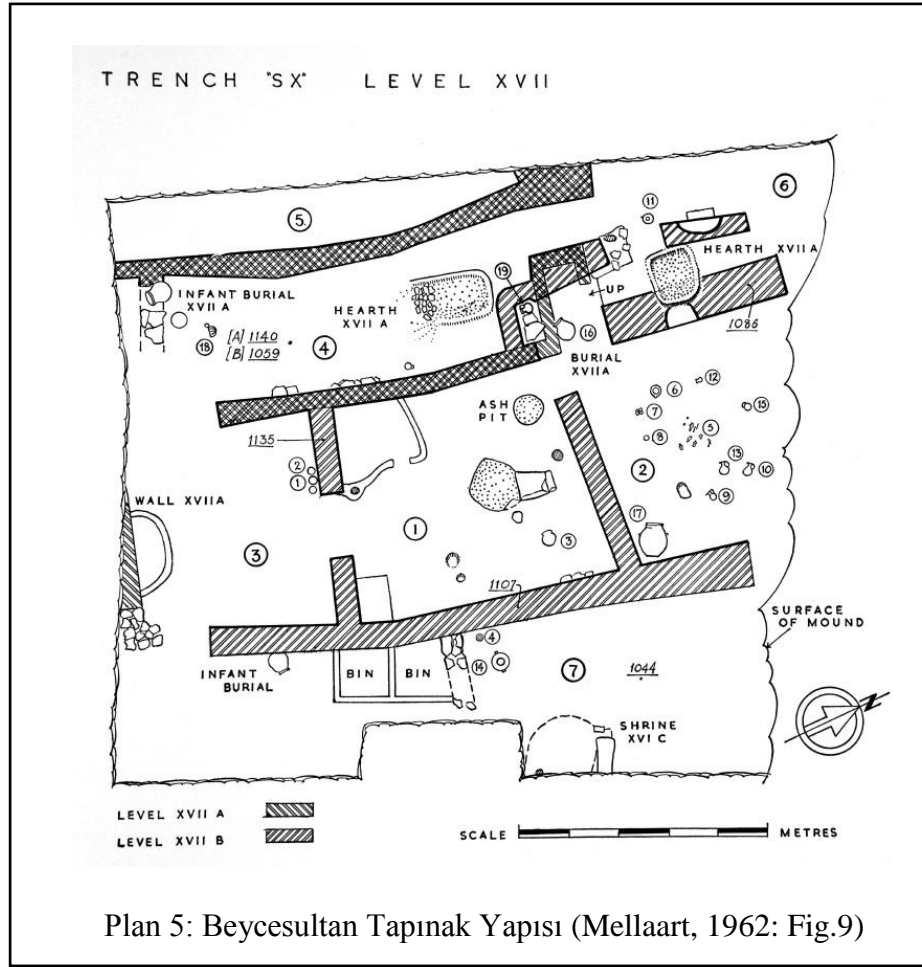 TRENCH "SX" LEVEL XVII
6
11
5.
HEARTH XVII A
19
INFANT BURIAL
XVII A
HEARTH
XVII A
UP
18
[A] 1140
[B] 1059
4
16
1086
BURIAL
XVIIA
12
6
ASH
PIT
7
15
5
1135
8
13
2
10
2
1
9
WALL XVIIA
17
1
3
3
1107
SURFACE
OF MOUND
4
INFANT
BURIAL
BIN
BIN
14
7
1044
N
SHRINE
XVI C
LEVEL XVII A
LEVEL XVII B
SCALE
METRES
Plan 5: Beycesultan Tapınak Yapısı (Mellaart, 1962: Fig.9)